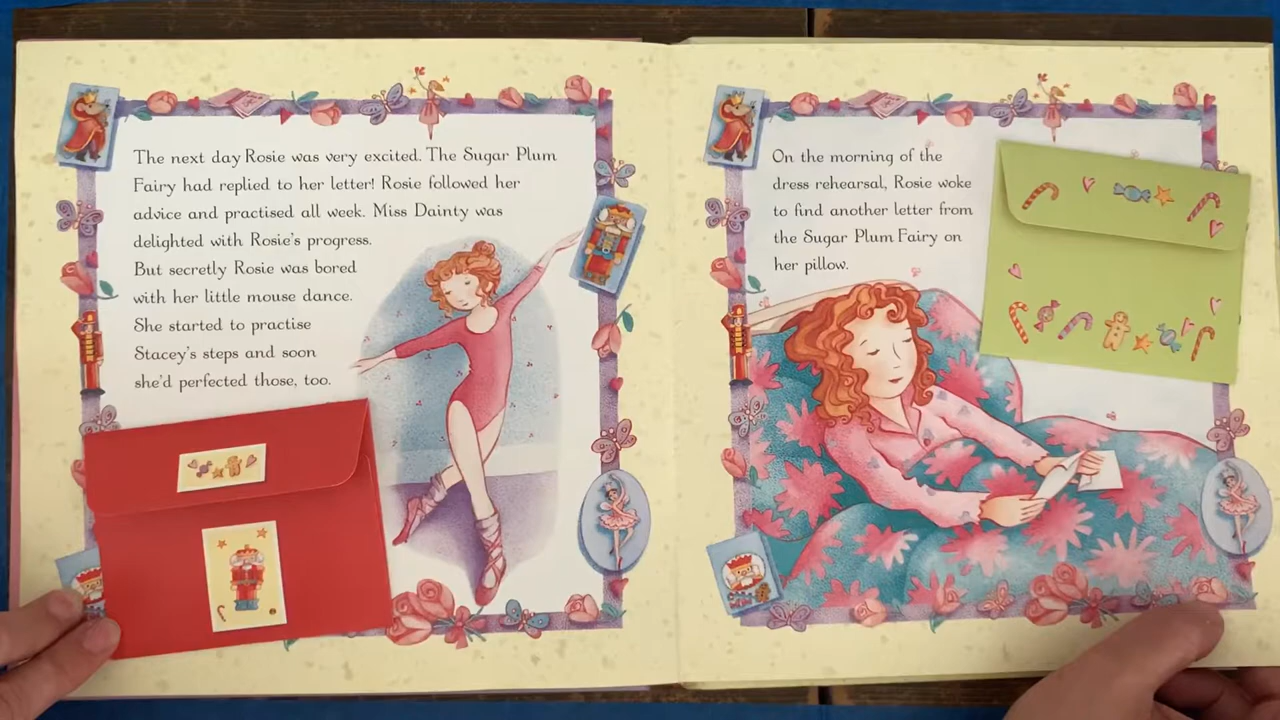 The next day Rosie was very excited. The Sugar Plum
Fairy had replied to her letter! Rosie followed her
advice and practised all week. Miss Dainty was
delighted with Rosie's progress.
But secretly Rosie was bored
with her little mouse dance.
She started to practise
Stacey's steps and soon
she'd perfected those, too.
On the morning of the
dress rehearsal, Rosie woke
to find another letter from
the Sugar Plum Fairy on
her pillow.